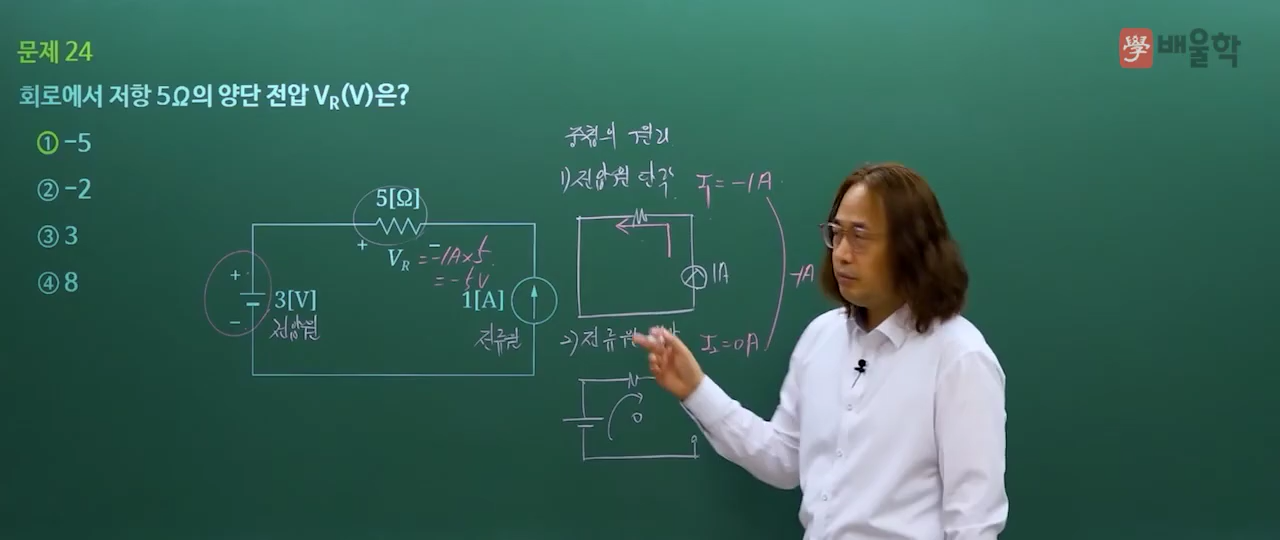 學 배울학
문제 24
회로에서 저항 5Ω의 양단 전압 V_R(V)은?
① -5
② -2
③ 3
④ 8
5[Ω]
+ V_R − = -1A×5
= -5V
+
3[V]
−
전압원
1[A]
전류원
중첩의 원리
1) 전압원 단락
I₁ = -1A
1A
-1A
2) 전류원
I₂ = 0A
0